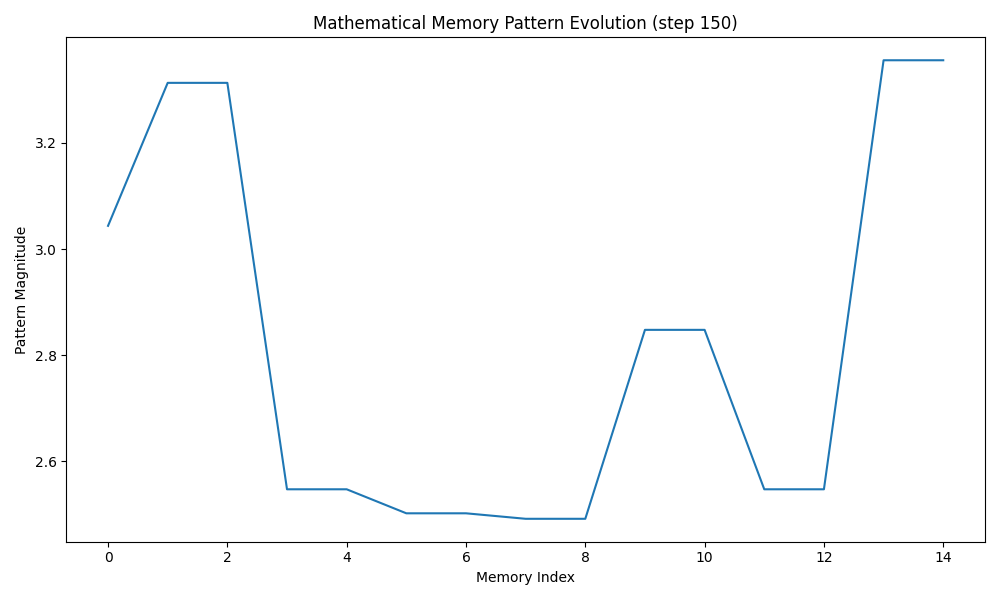 Mathematical Memory Pattern Evolution (step 150)
Pattern Magnitude
3.2
3.0
2.8
2.6
0 2 4 6 8 10 12 14
Memory Index